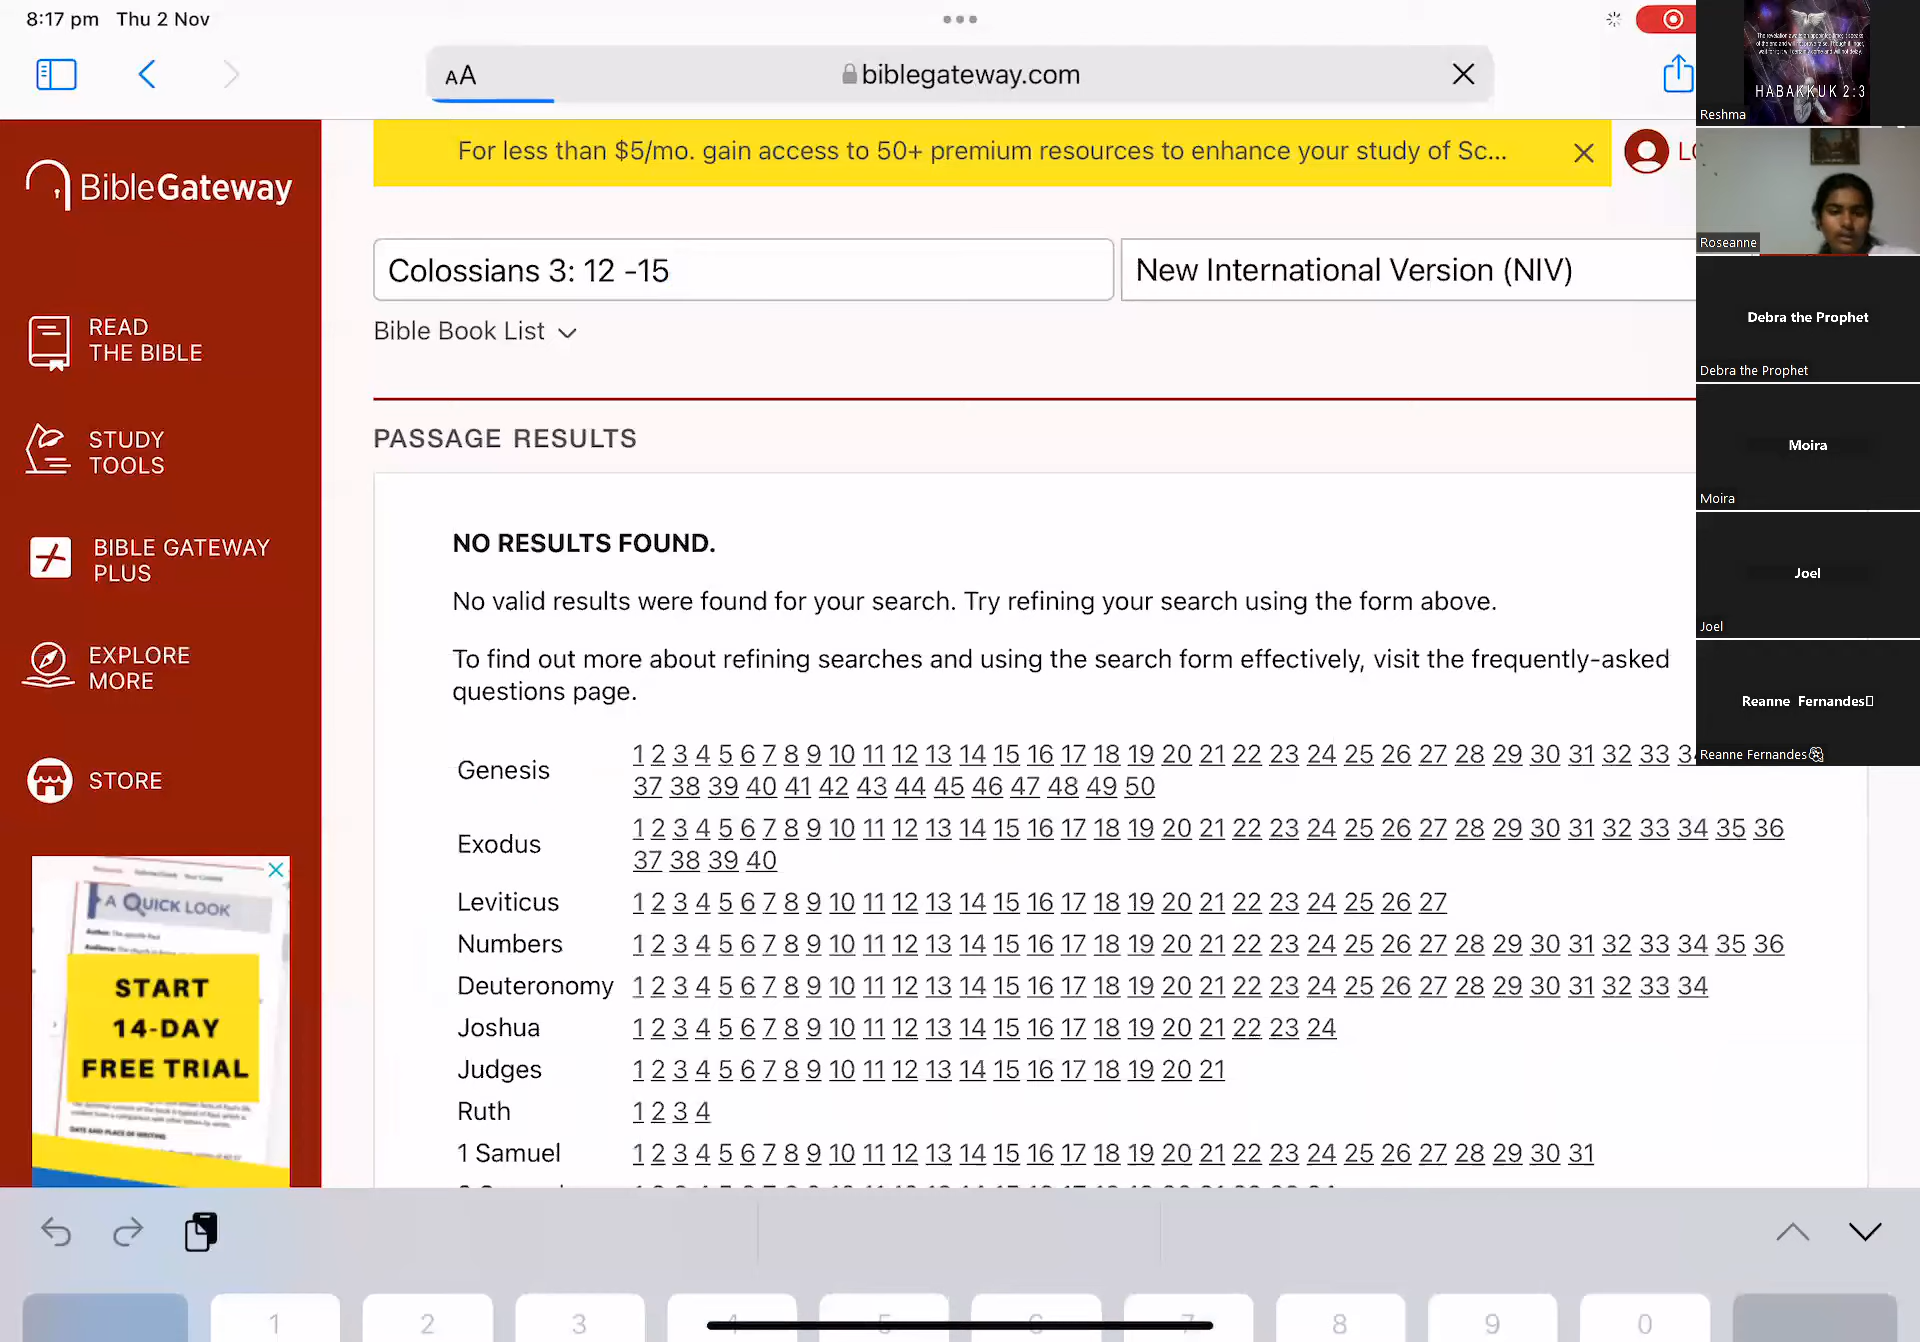 8:17 pm Thu 2 Nov
AA
biblegateway.com
BibleGateway
For less than $5/mo. gain access to 50+ premium resources to enhance your study of Sc...
Colossians 3: 12 -15
New International Version (NIV)
Bible Book List
READ
THE BIBLE
STUDY
TOOLS
BIBLE GATEWAY
PLUS
EXPLORE
MORE
STORE
A QUICK LOOK
START
14-DAY
FREE TRIAL
PASSAGE RESULTS
NO RESULTS FOUND.
No valid results were found for your search. Try refining your search using the form above.
To find out more about refining searches and using the search form effectively, visit the frequently-asked
questions page.
Genesis
1 2 3 4 5 6 7 8 9 10 11 12 13 14 15 16 17 18 19 20 21 22 23 24 25 26 27 28 29 30 31 32 33
37 38 39 40 41 42 43 44 45 46 47 48 49 50
Exodus
1 2 3 4 5 6 7 8 9 10 11 12 13 14 15 16 17 18 19 20 21 22 23 24 25 26 27 28 29 30 31 32 33 34 35 36
37 38 39 40
Leviticus 1 2 3 4 5 6 7 8 9 10 11 12 13 14 15 16 17 18 19 20 21 22 23 24 25 26 27
Numbers 1 2 3 4 5 6 7 8 9 10 11 12 13 14 15 16 17 18 19 20 21 22 23 24 25 26 27 28 29 30 31 32 33 34 35 36
Deuteronomy 1 2 3 4 5 6 7 8 9 10 11 12 13 14 15 16 17 18 19 20 21 22 23 24 25 26 27 28 29 30 31 32 33 34
Joshua 1 2 3 4 5 6 7 8 9 10 11 12 13 14 15 16 17 18 19 20 21 22 23 24
Judges 1 2 3 4 5 6 7 8 9 10 11 12 13 14 15 16 17 18 19 20 21
Ruth 1 2 3 4
1 Samuel 1 2 3 4 5 6 7 8 9 10 11 12 13 14 15 16 17 18 19 20 21 22 23 24 25 26 27 28 29 30 31
HABAKKUK 2:3
Reshma
Roseanne
Debra the Prophet
Debra the Prophet
Moira
Moira
Joel
Joel
Reanne Fernandes
Reanne Fernandes
1 2 3 4 5 6 7 8 9 0